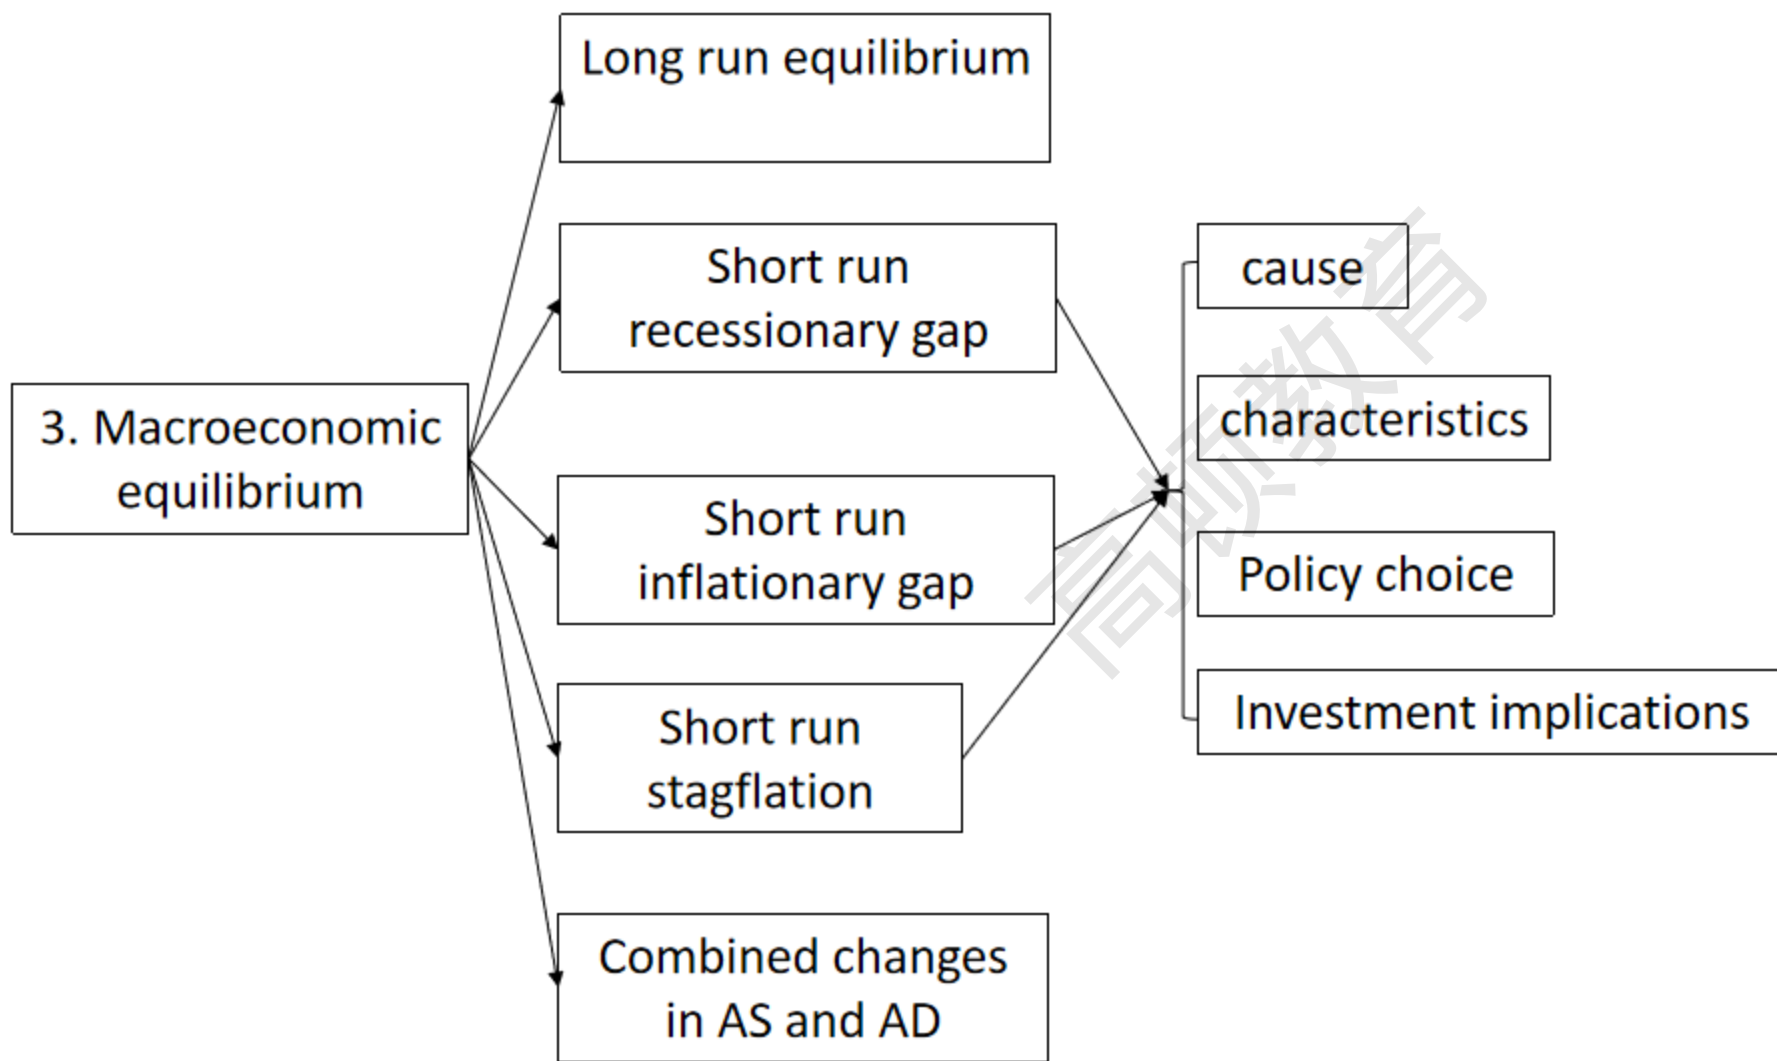 Long run equilibrium
Short run
recessionary gap
cause
characteristics
3. Macroeconomic
equilibrium
Short run
inflationary gap
Policy choice
Short run
stagflation
Investment implications
Combined changes
in AS and AD
高顿教育